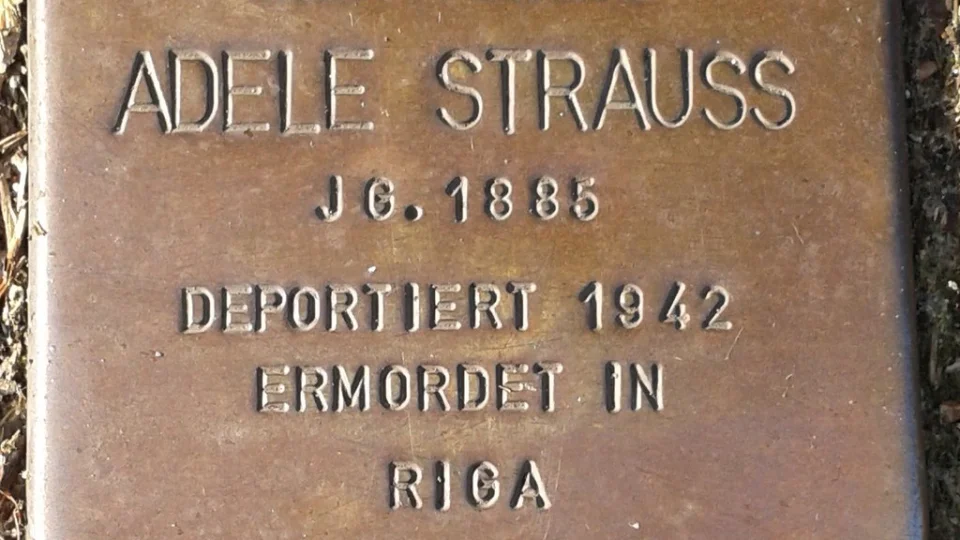 ADELE STRAUSS
JG. 1885
DEPORTIERT 1942
ERMORDET IN
RIGA